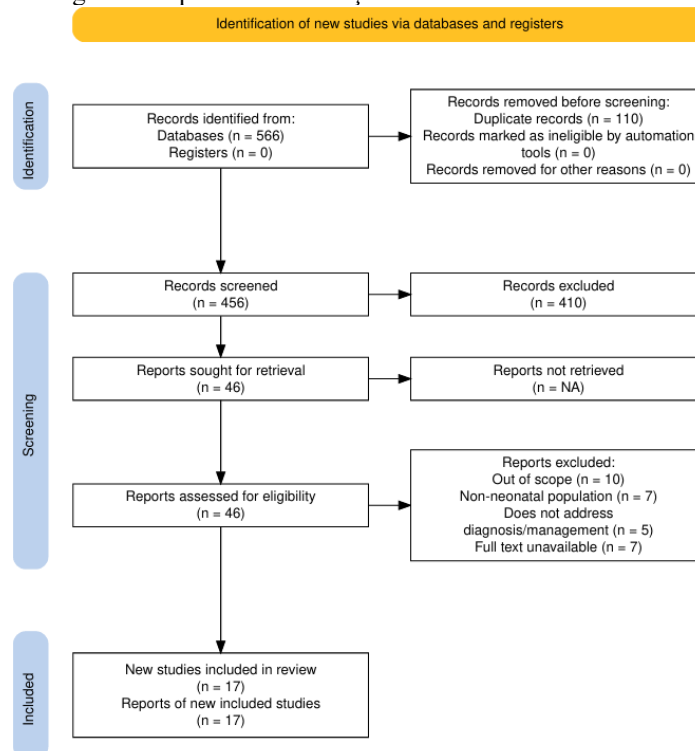 Identification of new studies via databases and registers
Identification
Records identified from:
Databases (n = 566)
Registers (n = 0)
Records removed before screening:
Duplicate records (n = 110)
Records marked as ineligible by automation
tools (n = 0)
Records removed for other reasons (n = 0)
Screening
Records screened
(n = 456)
Records excluded
(n = 410)
Reports sought for retrieval
(n = 46)
Reports not retrieved
(n = NA)
Reports assessed for eligibility
(n = 46)
Reports excluded:
Out of scope (n = 10)
Non-neonatal population (n = 7)
Does not address
diagnosis/management (n = 5)
Full text unavailable (n = 7)
Included
New studies included in review
(n = 17)
Reports of new included studies
(n = 17)